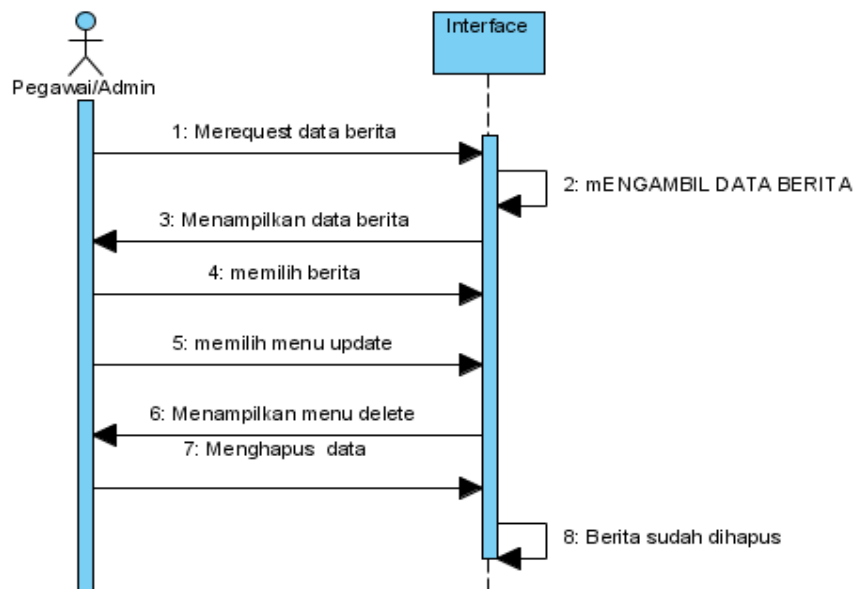 Interface
Pegawai/Admin
1: Merequest data berita
2: mENGAMBIL DATA BERITA
3: Menampilkan data berita
4: memilih berita
5: memilih menu update
6: Menampilkan menu delete
7: Menghapus  data
8: Berita sudah dihapus